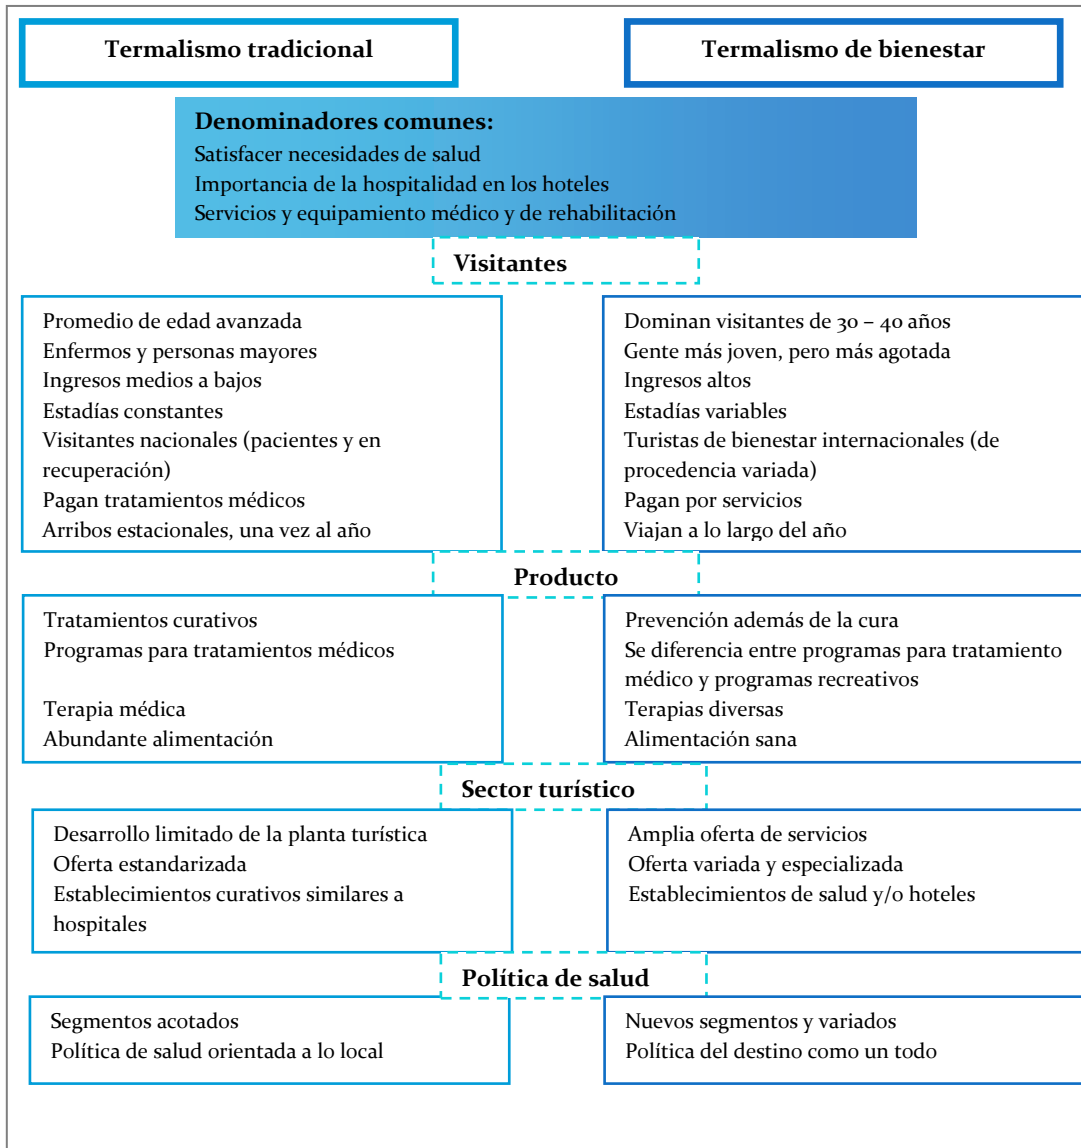 Termalismo tradicional
Termalismo de bienestar
Denominadores comunes:
Satisfacer necesidades de salud
Importancia de la hospitalidad en los hoteles
Servicios y equipamiento médico y de rehabilitación
Visitantes
Promedio de edad avanzada
Enfermos y personas mayores
Ingresos medios a bajos
Estadías constantes
Visitantes nacionales (pacientes y en
recuperación)
Pagan tratamientos médicos
Arribos estacionales, una vez al año
Dominan visitantes de 30 – 40 años
Gente más joven, pero más agotada
Ingresos altos
Estadías variables
Turistas de bienestar internacionales (de
procedencia variada)
Pagan por servicios
Viajan a lo largo del año
Producto
Tratamientos curativos
Programas para tratamientos médicos
Terapia médica
Abundante alimentación
Prevención además de la cura
Se diferencia entre programas para tratamiento
médico y programas recreativos
Terapias diversas
Alimentación sana
Sector turístico
Desarrollo limitado de la planta turística
Oferta estandarizada
Establecimientos curativos similares a
hospitales
Amplia oferta de servicios
Oferta variada y especializada
Establecimientos de salud y/o hoteles
Política de salud
Segmentos acotados
Política de salud orientada a lo local
Nuevos segmentos y variados
Política del destino como un todo